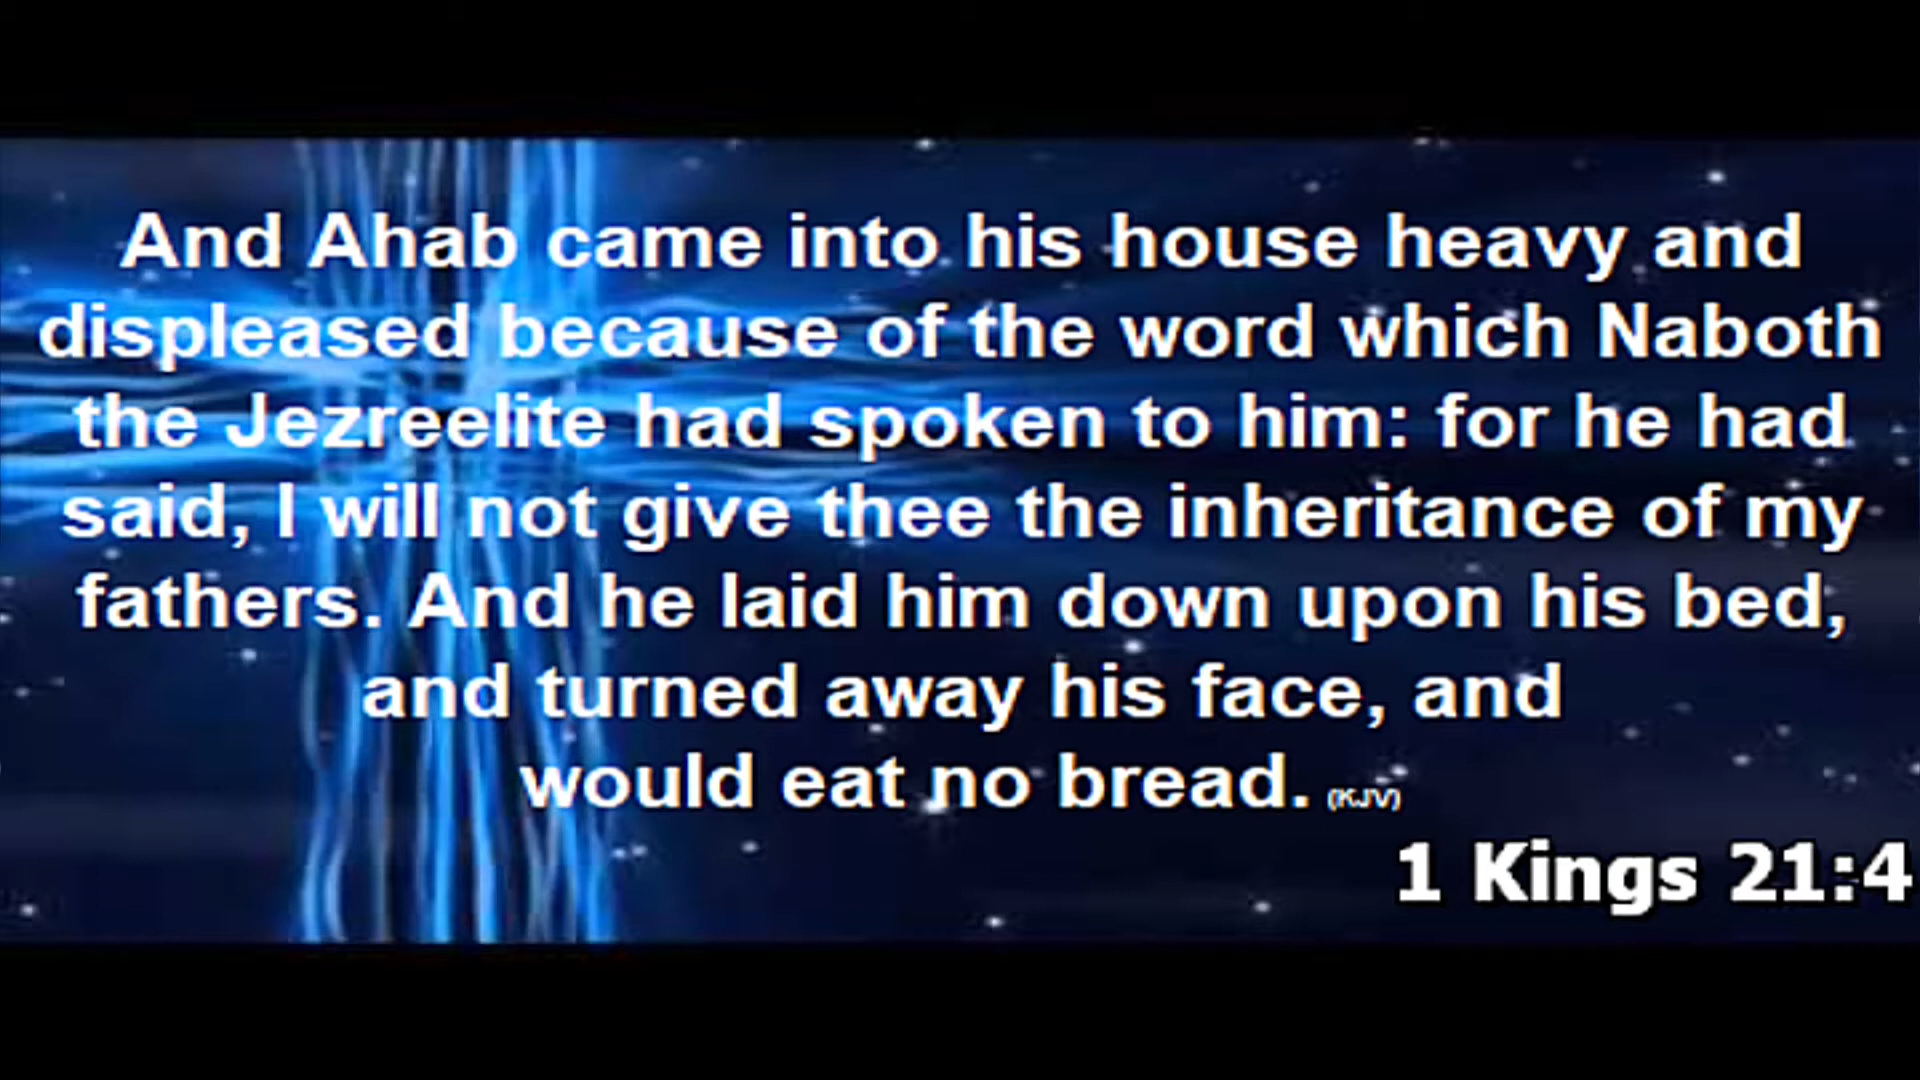 And Ahab came into his house heavy and
displeased because of the word which Naboth
the Jezreelite had spoken to him: for he had
said, I will not give thee the inheritance of my
fathers. And he laid him down upon his bed,
and turned away his face, and
would eat no bread. (KJV)
1 Kings 21:4